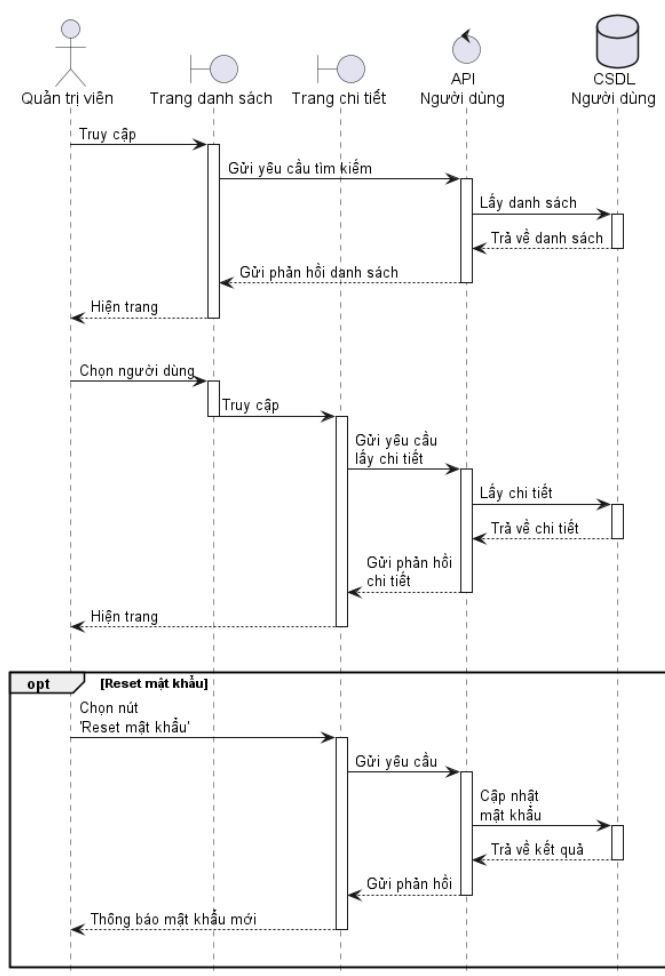 Quản trị viên
Trang danh sách
Trang chi tiết
API
Người dùng
CSDL
Người dùng
Truy cập
Gửi yêu cầu tìm kiếm
Lấy danh sách
Trả về danh sách
Gửi phản hồi danh sách
Hiện trang
Chọn người dùng
Truy cập
Gửi yêu cầu
lấy chi tiết
Lấy chi tiết
Trả về chi tiết
Gửi phản hồi
chi tiết
Hiện trang
opt
[Reset mật khẩu]
Chọn nút
'Reset mật khẩu'
Gửi yêu cầu
Cập nhật
mật khẩu
Trả về kết quả
Gửi phản hồi
Thông báo mật khẩu mới